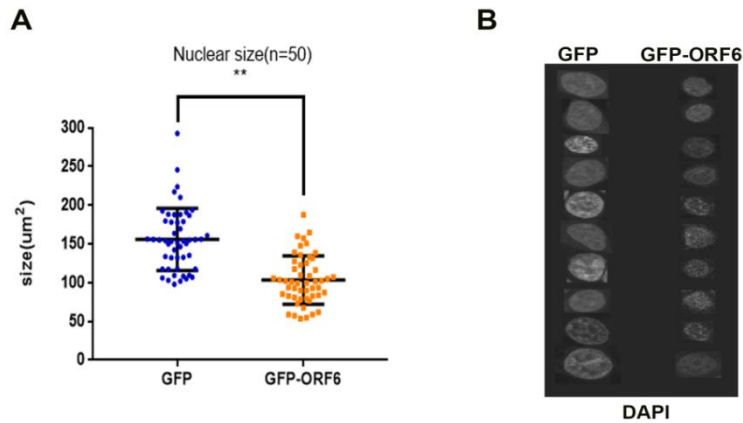 A
Nuclear size(n=50)
**
300
250
200
150
100
50
0
size(um²)
GFP
GFP-ORF6
B
GFP
GFP-ORF6
DAPI